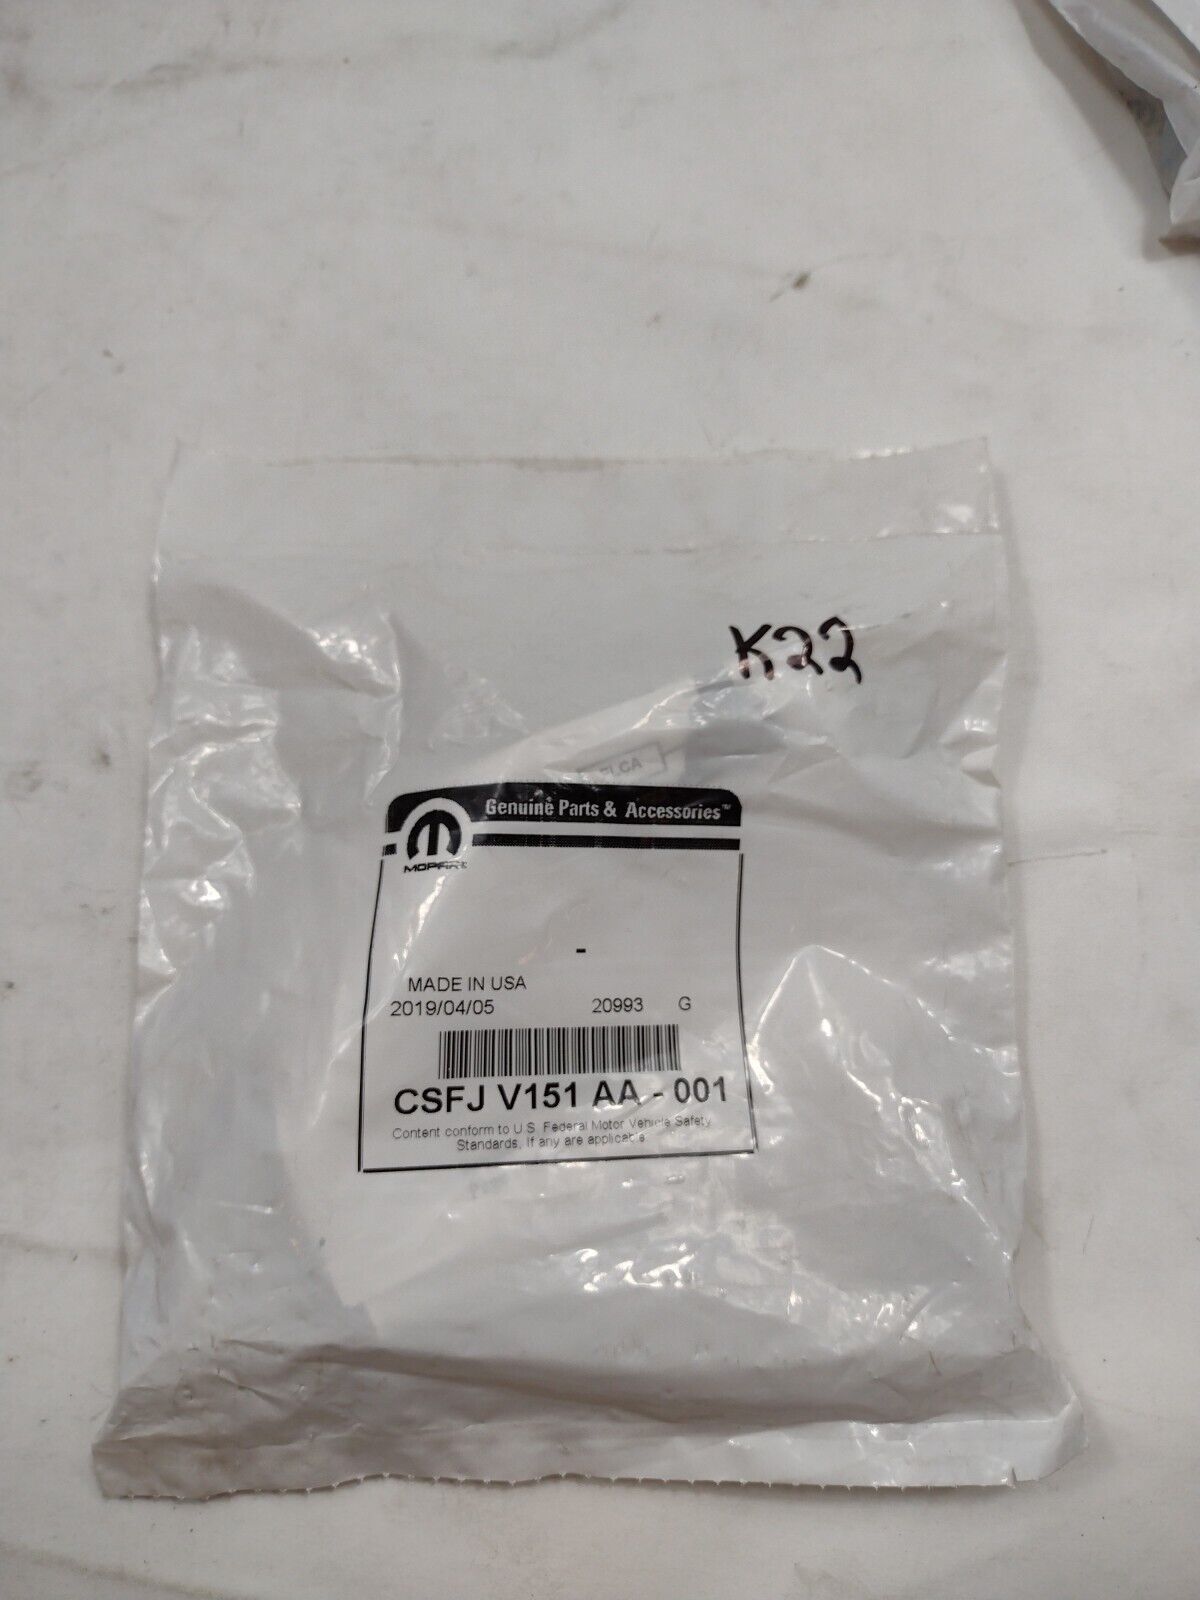 K22
FLCA
Genuine Parts & Accessories™
MOPAR
-
MADE IN USA
2019/04/05 20993 G
CSFJ V151 AA - 001
Content conform to U.S. Federal Motor Vehicle Safety
Standards, If any are applicable